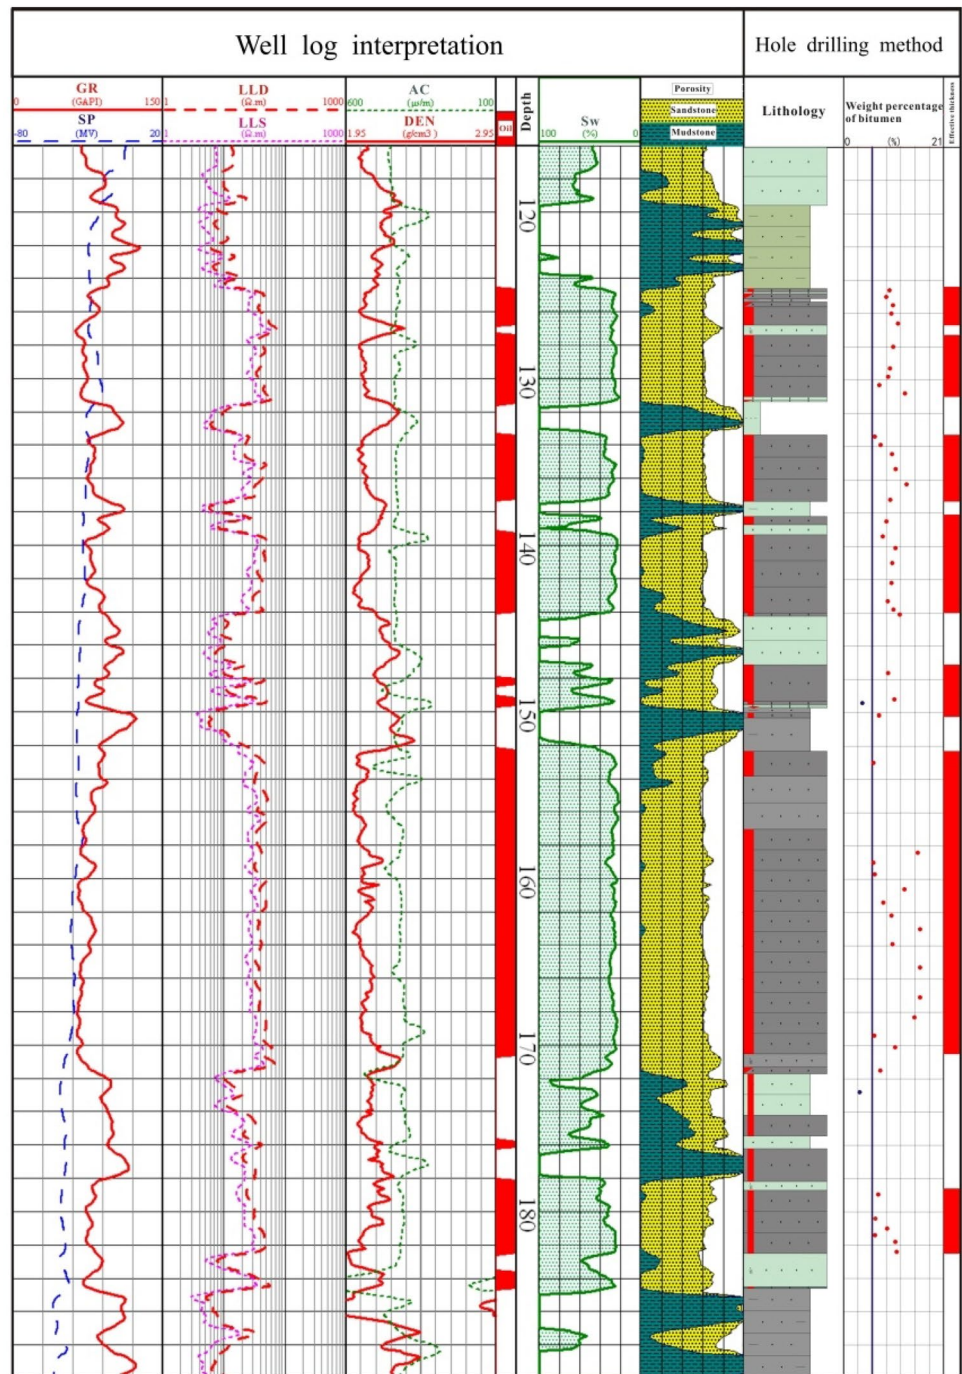 Well log interpretation
Hole drilling method
GR
0 (GAPI) 150
SP
-80 (MV) 20
LLD
1 (Ω.m) 1000
LLS
1 (Ω.m) 1000
AC
600 (μ/m) 100
DEN
1.95 (g/cm3) 2.95
Oil
Depth
Sw
100 (%) 0
Porosity
Sandstone
Mudstone
Lithology
Weight percentage
of bitumen
0 (%) 21
Effective thickness
120
130
140
150
160
170
180